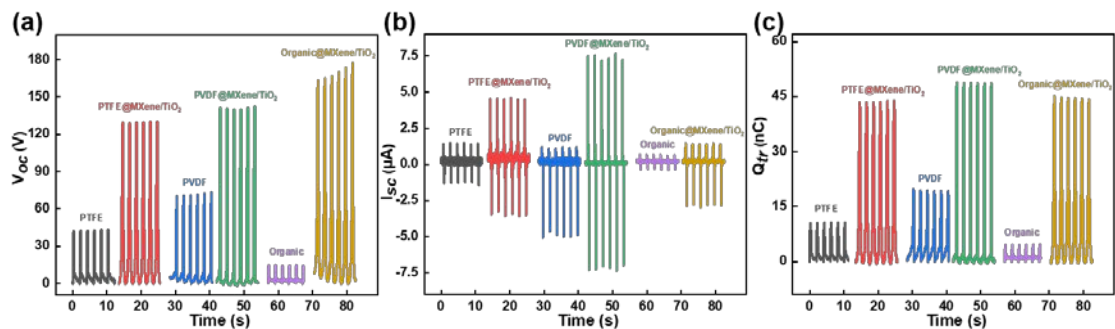 (a)
V_oc (V)
180
150
120
90
60
30
0
PTFE
PTFE@MXene/TiO₂
PVDF
PVDF@MXene/TiO₂
Organic
Organic@MXene/TiO₂
0 10 20 30 40 50 60 70 80
Time (s)
(b)
I_sc (μA)
7.5
5.0
2.5
0.0
-2.5
-5.0
-7.5
PTFE
PTFE@MXene/TiO₂
PVDF
PVDF@MXene/TiO₂
Organic
Organic@MXene/TiO₂
0 10 20 30 40 50 60 70 80
Time (s)
(c)
Q_tr (nC)
60
45
30
15
0
PTFE
PTFE@MXene/TiO₂
PVDF
PVDF@MXene/TiO₂
Organic
Organic@MXene/TiO₂
0 10 20 30 40 50 60 70 80
Time (s)